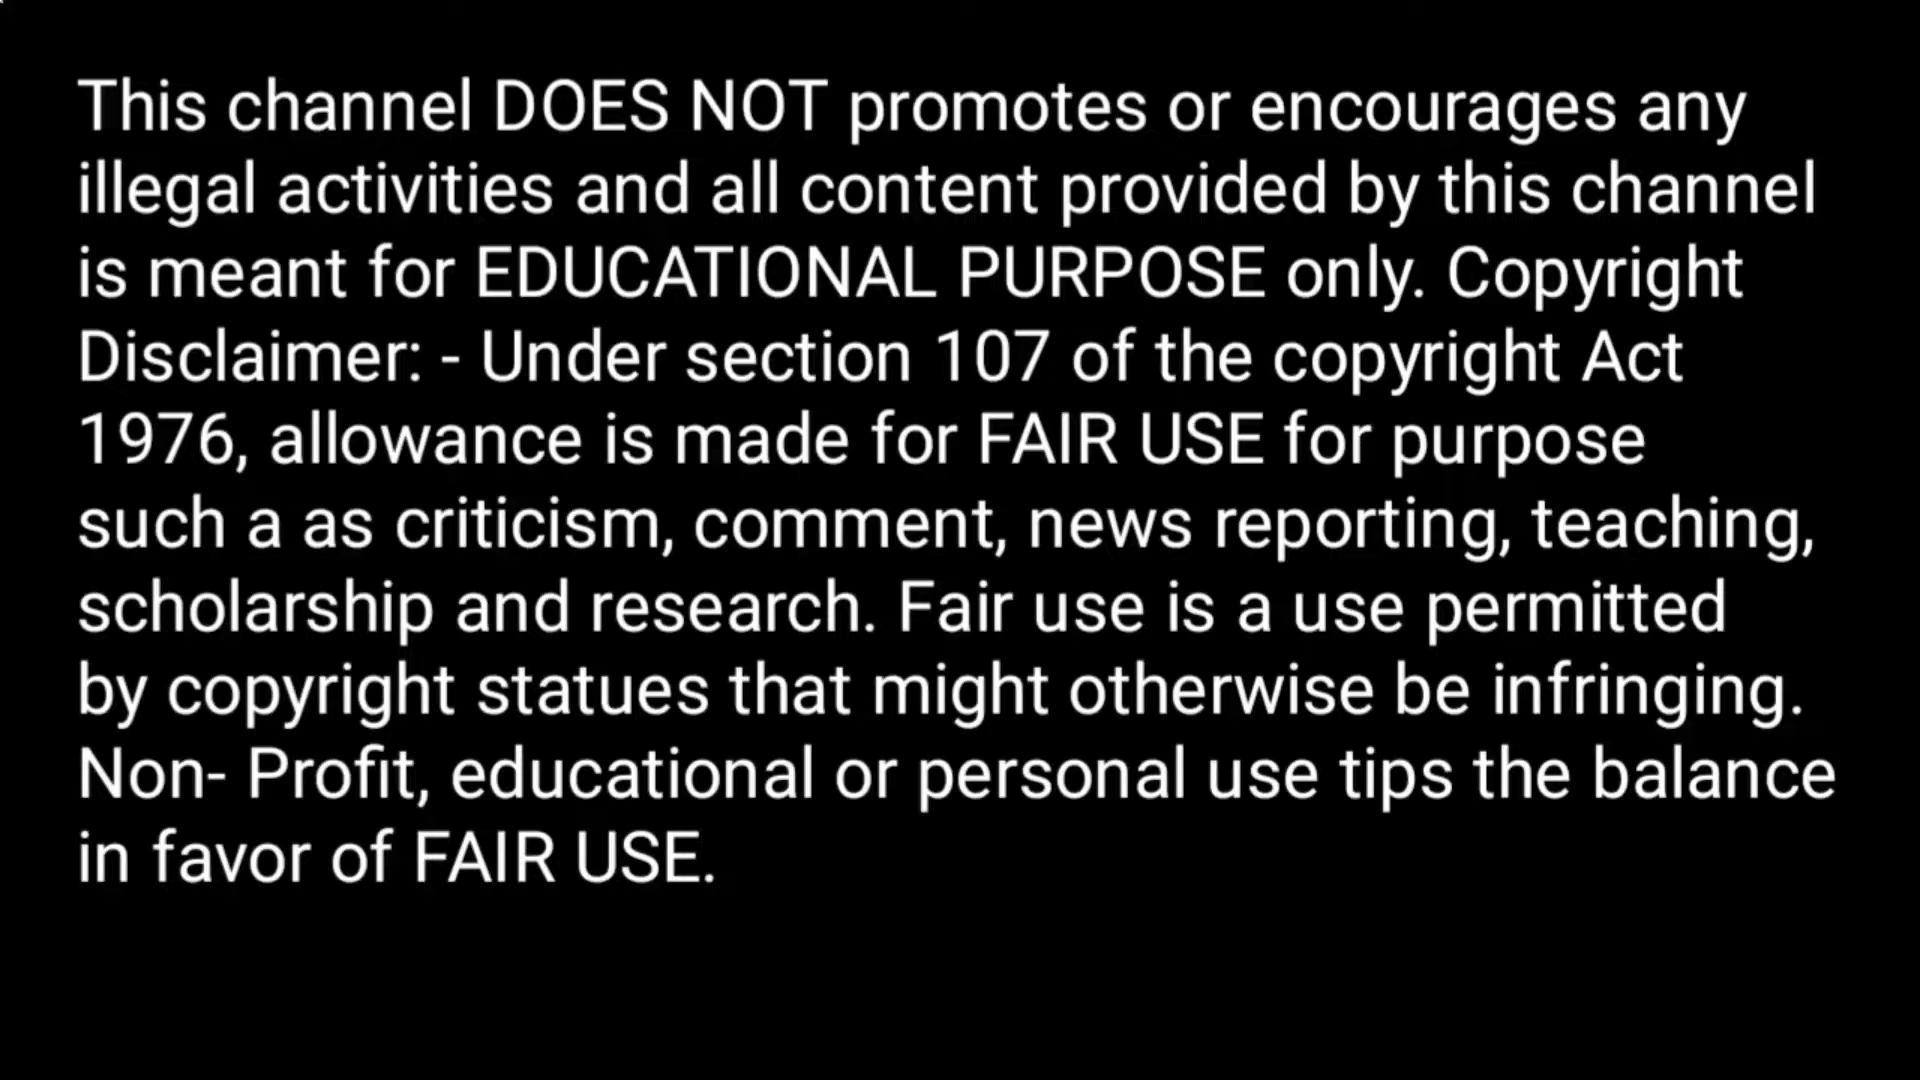 This channel DOES NOT promotes or encourages any
illegal activities and all content provided by this channel
is meant for EDUCATIONAL PURPOSE only. Copyright
Disclaimer: - Under section 107 of the copyright Act
1976, allowance is made for FAIR USE for purpose
such a as criticism, comment, news reporting, teaching,
scholarship and research. Fair use is a use permitted
by copyright statues that might otherwise be infringing.
Non- Profit, educational or personal use tips the balance
in favor of FAIR USE.